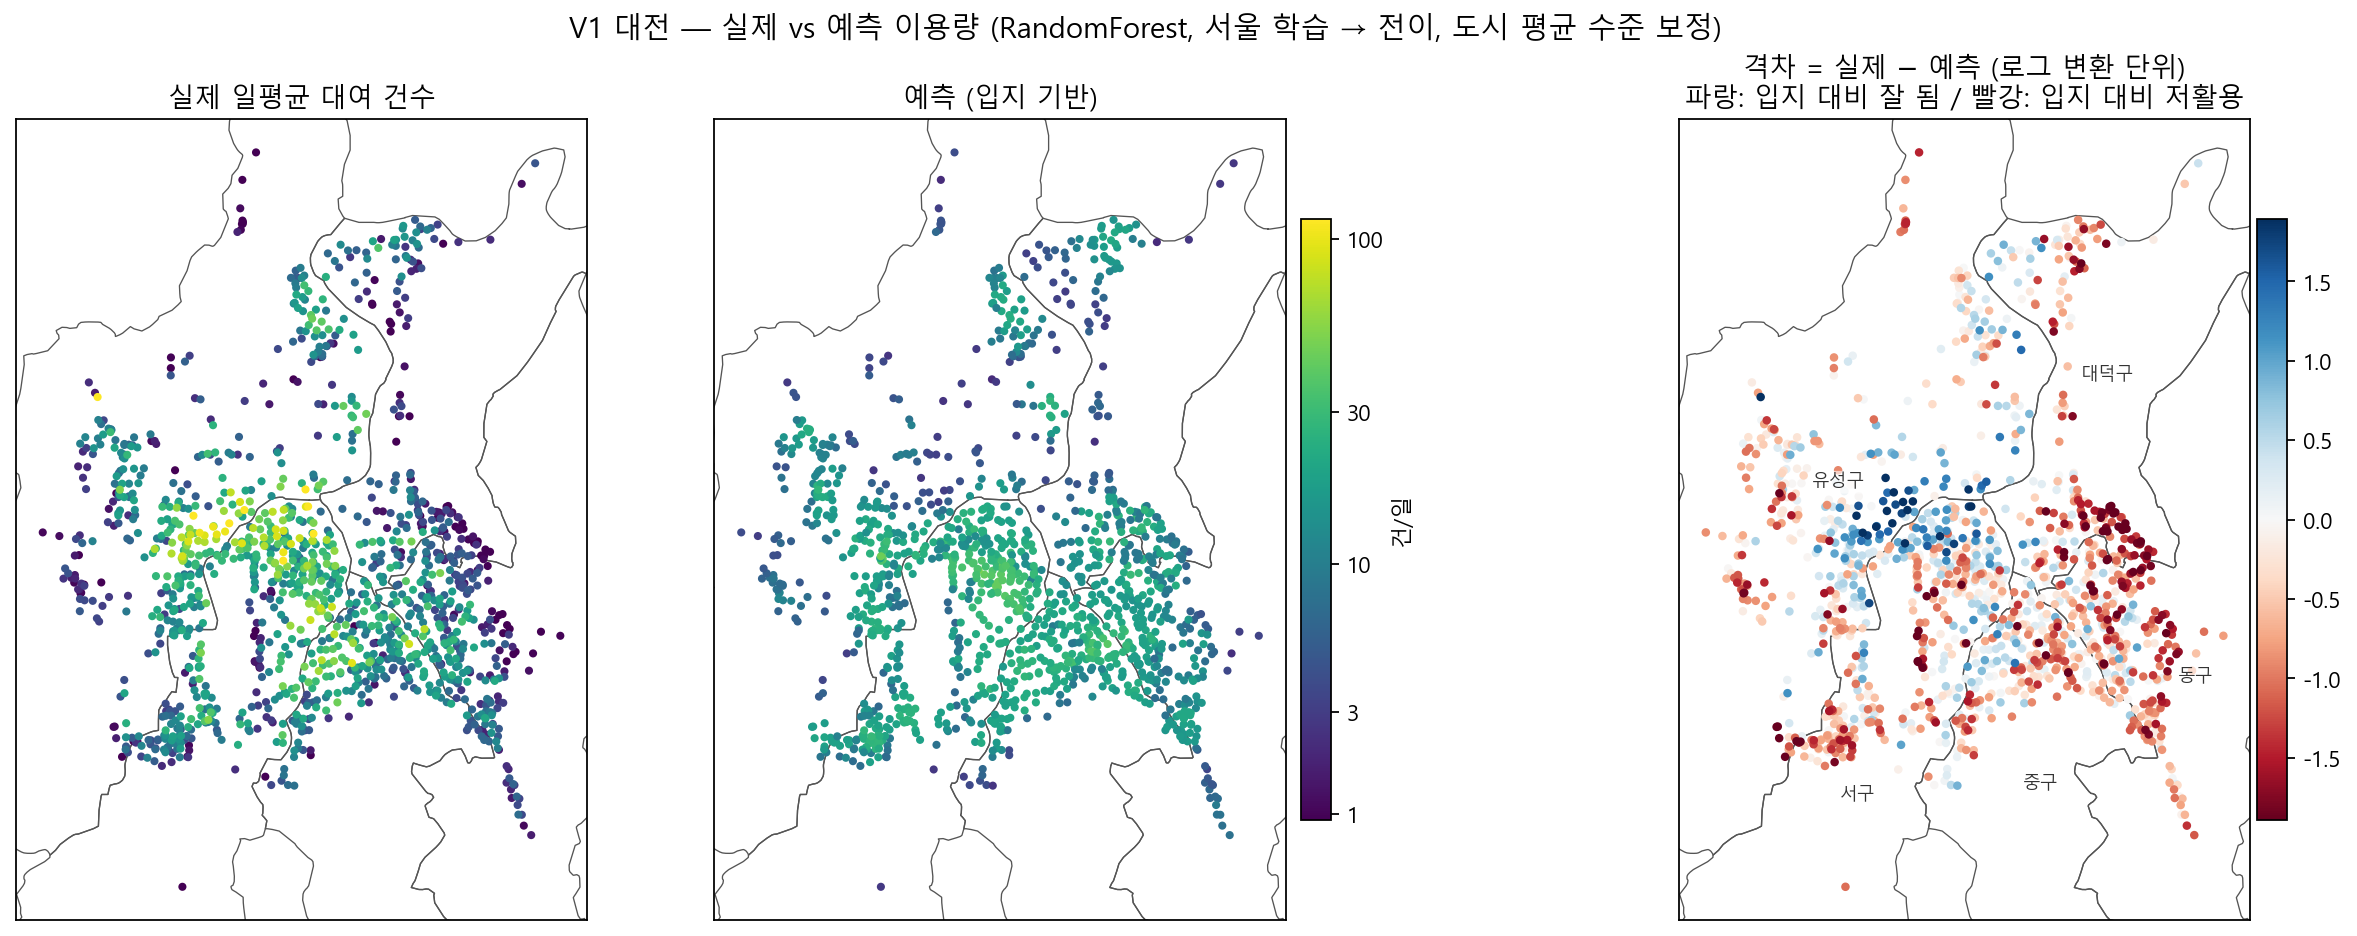 V1 대전 — 실제 vs 예측 이용량 (RandomForest, 서울 학습 → 전이, 도시 평균 수준 보정)
실제 일평균 대여 건수
예측 (입지 기반)
100
30
10
3
1
건/일
격차 = 실제 − 예측 (로그 변환 단위)
파랑: 입지 대비 잘 됨 / 빨강: 입지 대비 저활용
대덕구
유성구
동구
중구
서구
1.5
1.0
0.5
0.0
-0.5
-1.0
-1.5